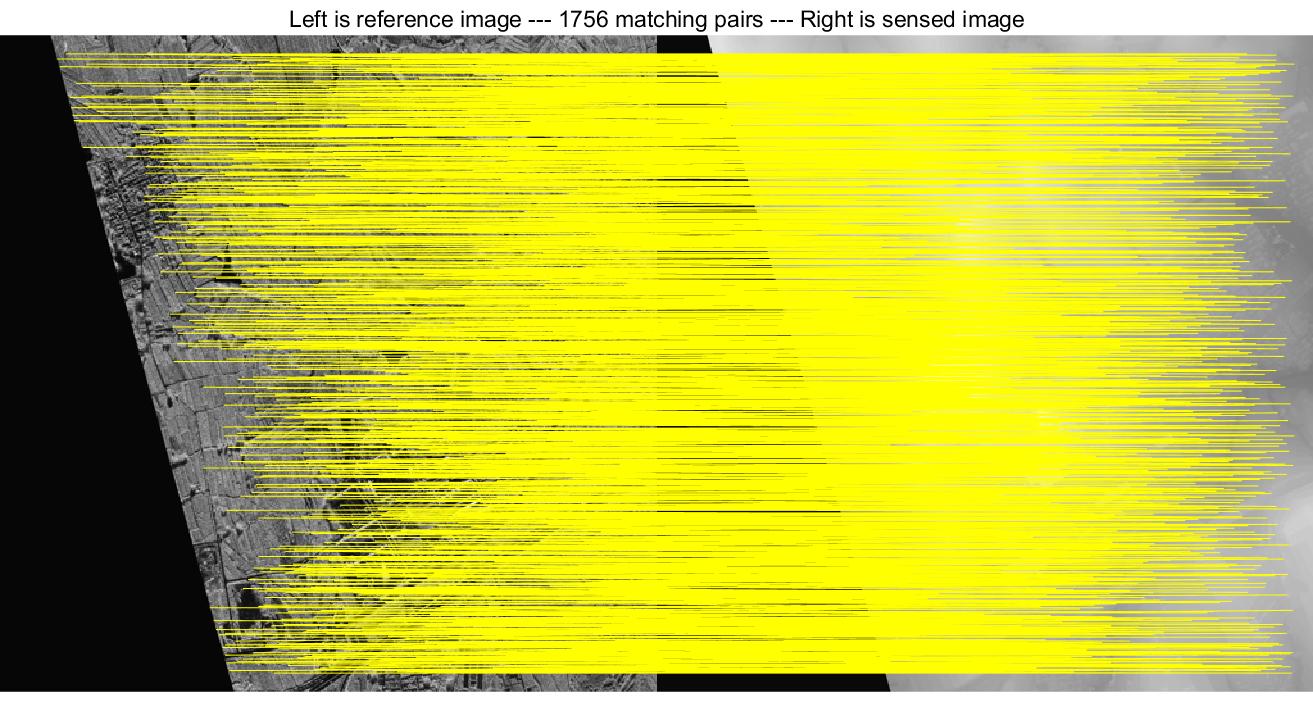 Left is reference image --- 1756 matching pairs --- Right is sensed image